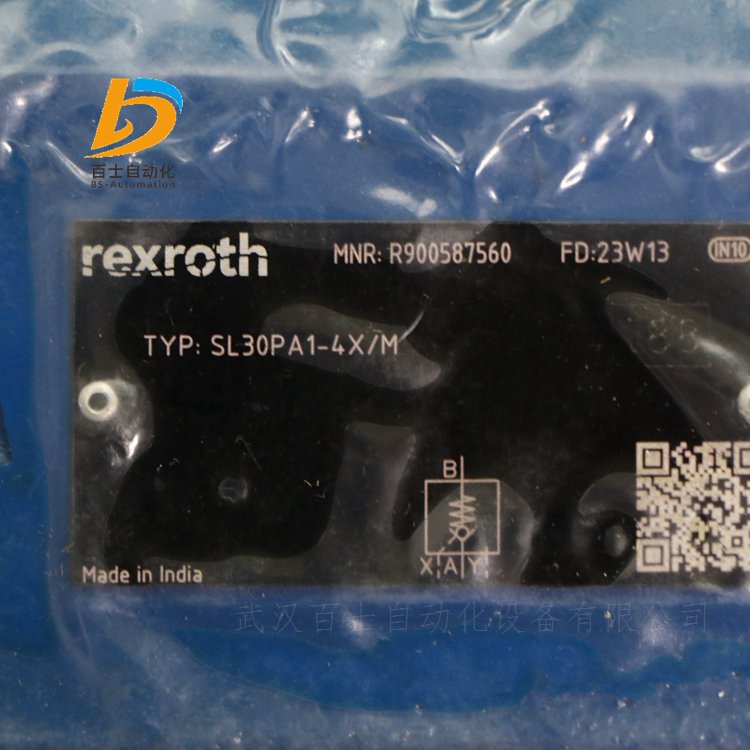 百士自动化
BS-Automation
rexroth
MNR: R900587560
FD:23W13
IN10
TYP: SL30PA1-4X/M
B
X A Y
Made in India
武汉百士自动化设备有限公司